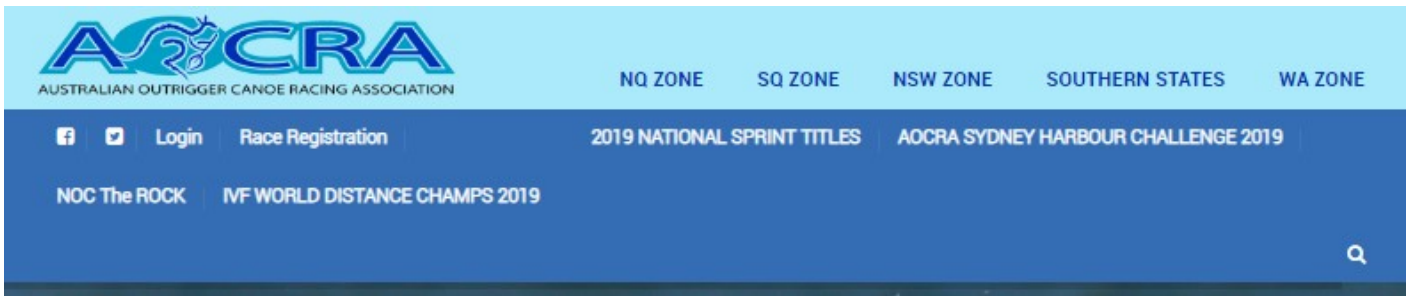 AOCRA
AUSTRALIAN OUTRIGGER CANOE RACING ASSOCIATION
NQ ZONE SQ ZONE NSW ZONE SOUTHERN STATES WA ZONE
Login Race Registration 2019 NATIONAL SPRINT TITLES AOCRA SYDNEY HARBOUR CHALLENGE 2019
NOC The ROCK IVF WORLD DISTANCE CHAMPS 2019